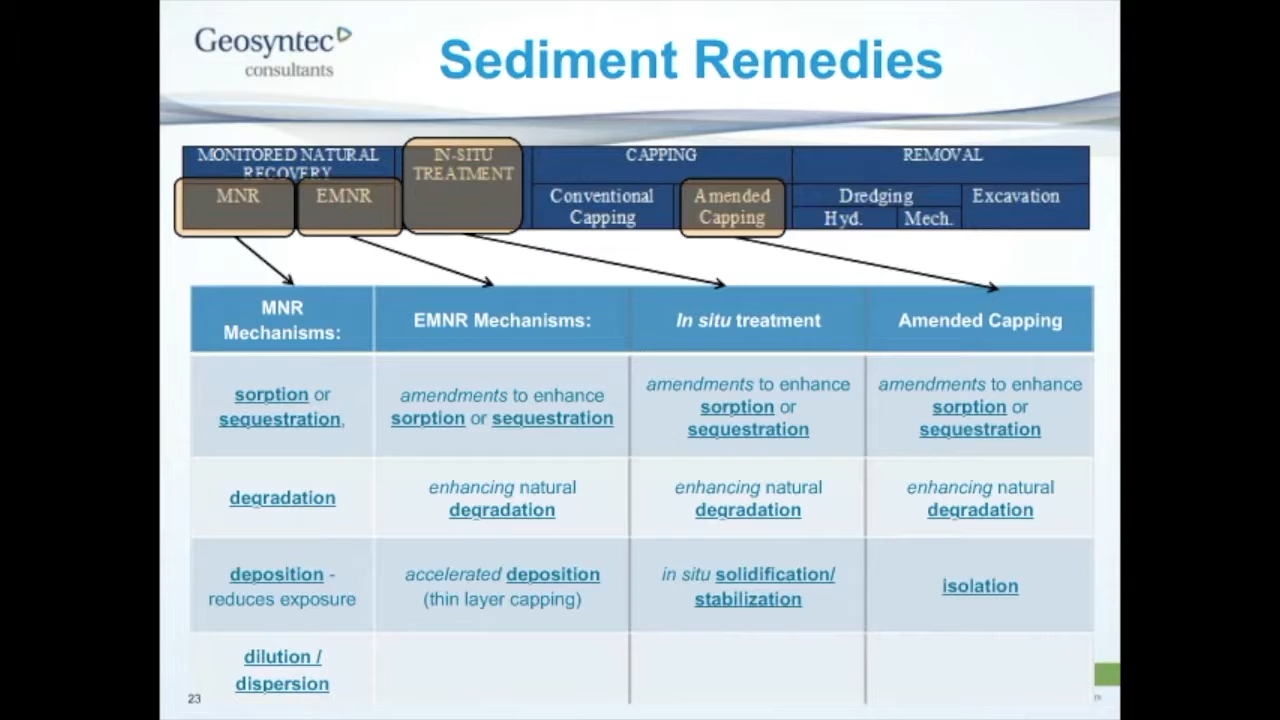 Geosyntec
consultants
Sediment Remedies
MONITORED NATURAL
RECOVERY
IN-SITU
TREATMENT
CAPPING
REMOVAL
MNR
EMNR
Conventional
Capping
Amended
Capping
Dredging
Hyd.
Mech.
Excavation
MNR
Mechanisms:
EMNR Mechanisms:
In situ treatment
Amended Capping
sorption or
sequestration,
amendments to enhance
sorption or sequestration
amendments to enhance
sorption or
sequestration
amendments to enhance
sorption or
sequestration
degradation
enhancing natural
degradation
enhancing natural
degradation
enhancing natural
degradation
deposition -
reduces exposure
accelerated deposition
(thin layer capping)
in situ solidification/
stabilization
isolation
dilution /
dispersion
23